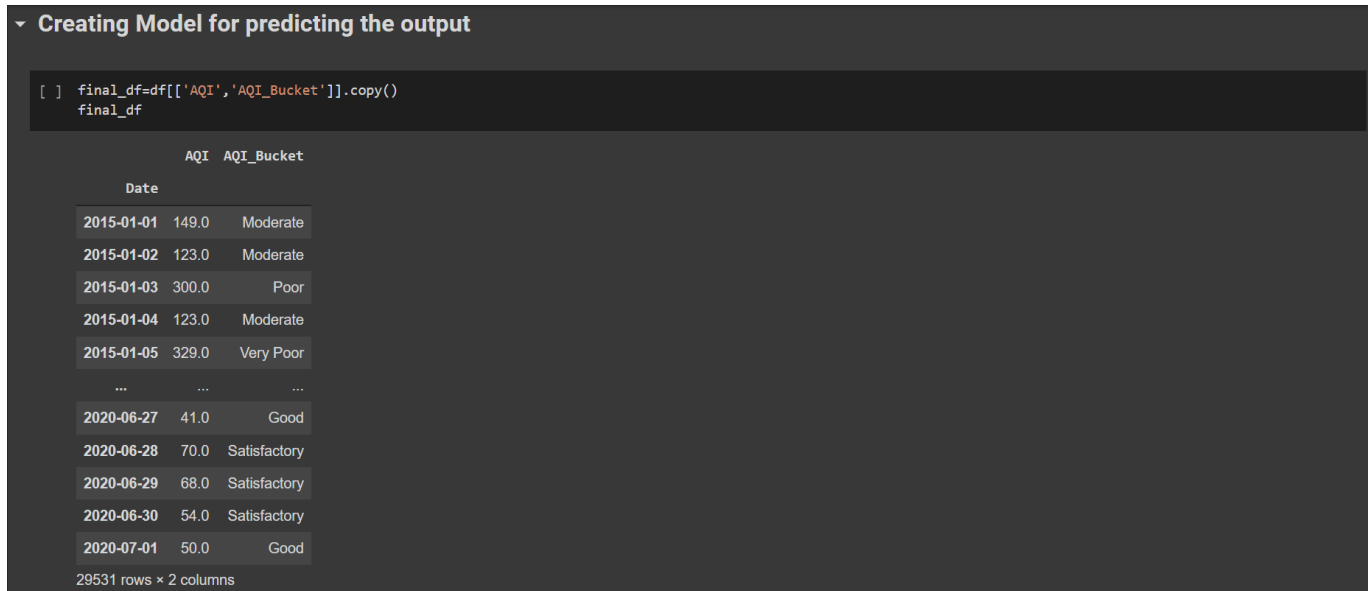 Creating Model for predicting the output
[ ] final_df=df[['AQI','AQI_Bucket']].copy()
final_df
AQI AQI_Bucket
Date
2015-01-01 149.0 Moderate
2015-01-02 123.0 Moderate
2015-01-03 300.0 Poor
2015-01-04 123.0 Moderate
2015-01-05 329.0 Very Poor
... ... ...
2020-06-27 41.0 Good
2020-06-28 70.0 Satisfactory
2020-06-29 68.0 Satisfactory
2020-06-30 54.0 Satisfactory
2020-07-01 50.0 Good
29531 rows × 2 columns